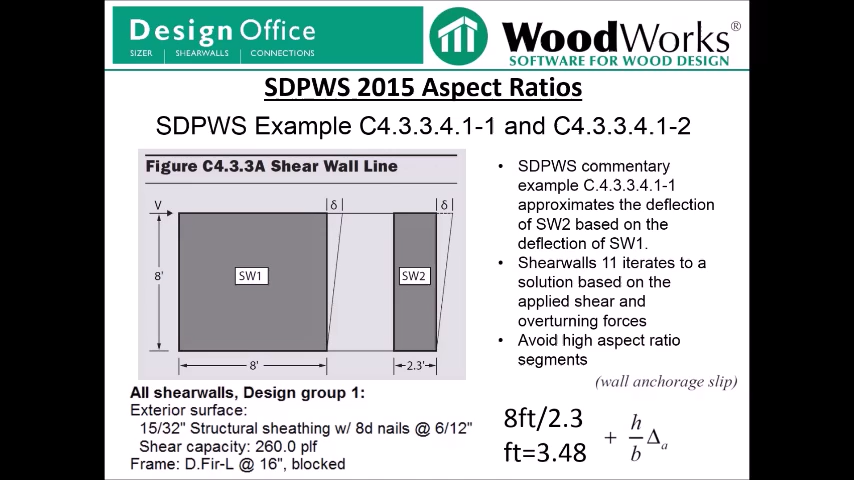 Design Office
SIZER | SHEARWALLS | CONNECTIONS
WoodWorks®
SOFTWARE FOR WOOD DESIGN
SDPWS 2015 Aspect Ratios
SDPWS Example C4.3.3.4.1-1 and C4.3.3.4.1-2
Figure C4.3.3A Shear Wall Line
V
δ
δ
8'
SW1
SW2
8'
2.3'
• SDPWS commentary
example C.4.3.3.4.1-1
approximates the deflection
of SW2 based on the
deflection of SW1.
• Shearwalls 11 iterates to a
solution based on the
applied shear and
overturning forces
• Avoid high aspect ratio
segments
All shearwalls, Design group 1:
Exterior surface:
15/32" Structural sheathing w/ 8d nails @ 6/12"
Shear capacity: 260.0 plf
Frame: D.Fir-L @ 16", blocked
(wall anchorage slip)
8ft/2.3
ft=3.48
+ h/b Δa